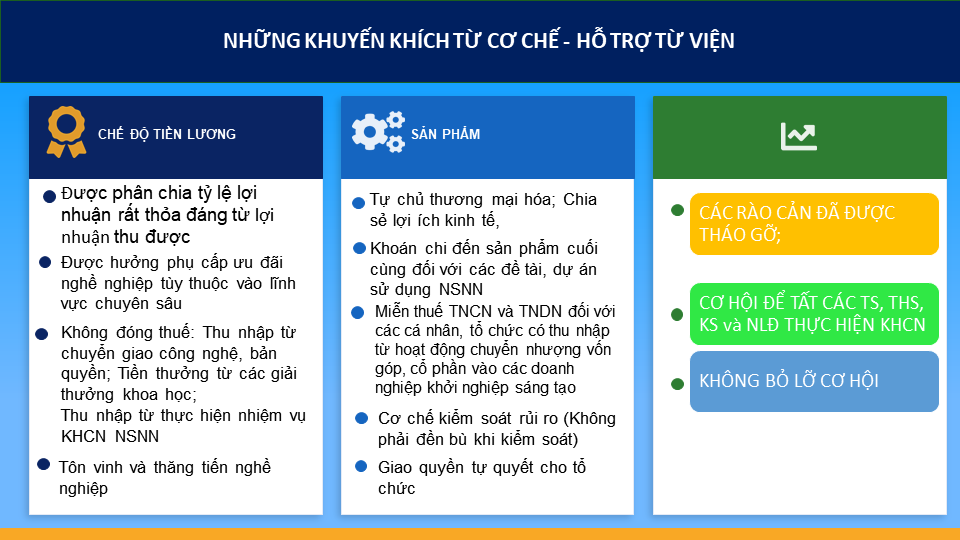 NHỮNG KHUYẾN KHÍCH TỪ CƠ CHẾ - HỖ TRỢ TỪ VIỆN
CHẾ ĐỘ TIỀN LƯƠNG
Được phân chia tỷ lệ lợi
nhuận rất thỏa đáng từ lợi
nhuận thu được
Được hưởng phụ cấp ưu đãi
nghề nghiệp tùy thuộc vào lĩnh
vực chuyên sâu
Không đóng thuế: Thu nhập từ
chuyển giao công nghệ, bản
quyền; Tiền thưởng từ các giải
thưởng khoa học;
Thu nhập từ thực hiện nhiệm vụ
KHCN NSNN
Tôn vinh và thăng tiến nghề
nghiệp
SẢN PHẨM
Tự chủ thương mại hóa; Chia
sẻ lợi ích kinh tế,
Khoán chi đến sản phẩm cuối
cùng đối với các đề tài, dự án
sử dụng NSNN
Miễn thuế TNCN và TNDN đối với
các cá nhân, tổ chức có thu nhập
từ hoạt động chuyển nhượng vốn
góp, cổ phần vào các doanh
nghiệp khởi nghiệp sáng tạo
Cơ chế kiểm soát rủi ro (Không
phải đền bù khi kiểm soát)
Giao quyền tự quyết cho tổ
chức
CÁC RÀO CẢN ĐÃ ĐƯỢC
THÁO GỠ;
CƠ HỘI ĐỂ TẤT CÁC TS, THS,
KS và NLĐ THỰC HIỆN KHCN
KHÔNG BỎ LỠ CƠ HỘI